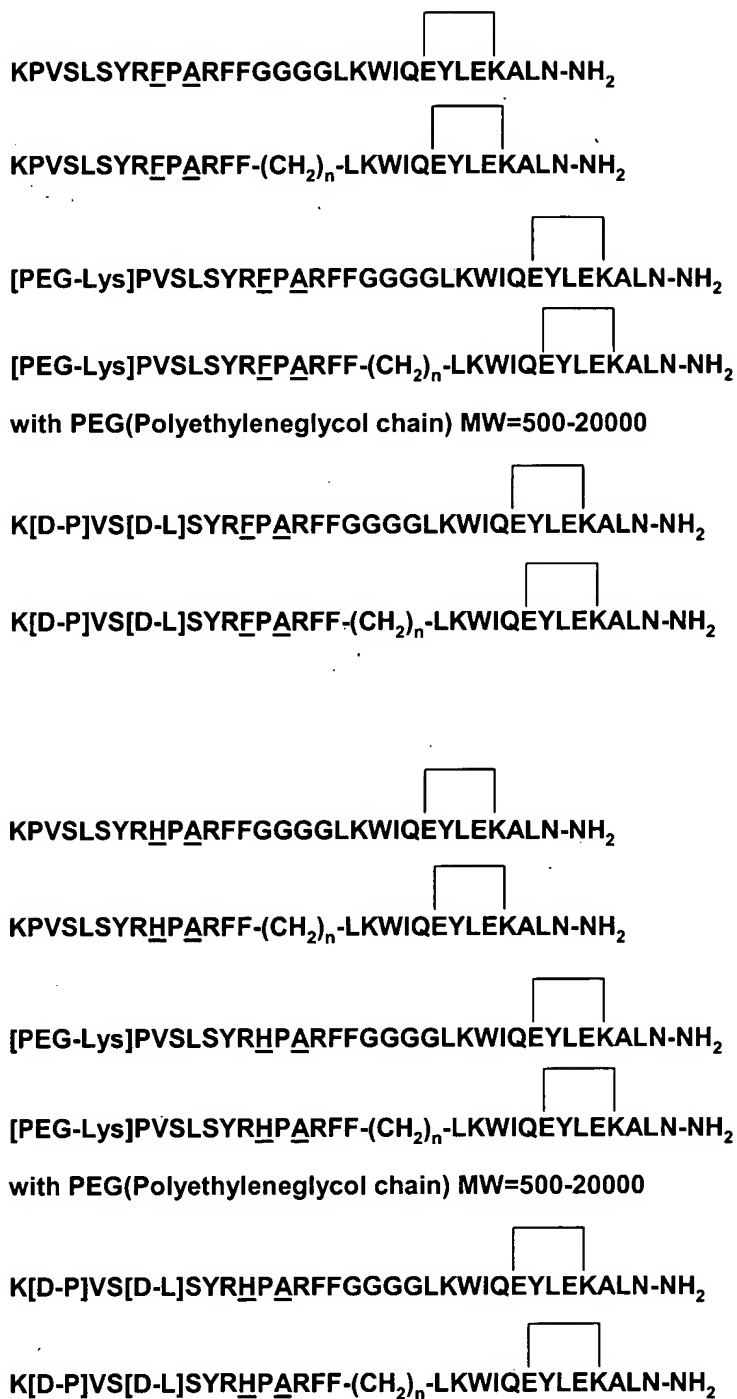 KPVSLSYRFPARFFGGGGLKWIQEYLEKALN-NH₂
KPVSLSYRFPARFF-(CH₂)ₙ-LKWIQEYLEKALN-NH₂
[PEG-Lys]PVSLSYRFPARFFGGGGLKWIQEYLEKALN-NH₂
[PEG-Lys]PVSLSYRFPARFF-(CH₂)ₙ-LKWIQEYLEKALN-NH₂
with PEG(Polyethyleneglycol chain) MW=500-20000
K[D-P]VS[D-L]SYRFPARFFGGGGLKWIQEYLEKALN-NH₂
K[D-P]VS[D-L]SYRFPARFF-(CH₂)ₙ-LKWIQEYLEKALN-NH₂
KPVSLSYRHPARFFGGGGLKWIQEYLEKALN-NH₂
KPVSLSYRHPARFF-(CH₂)ₙ-LKWIQEYLEKALN-NH₂
[PEG-Lys]PVSLSYRHPARFFGGGGLKWIQEYLEKALN-NH₂
[PEG-Lys]PVSLSYRHPARFF-(CH₂)ₙ-LKWIQEYLEKALN-NH₂
with PEG(Polyethyleneglycol chain) MW=500-20000
K[D-P]VS[D-L]SYRHPARFFGGGGLKWIQEYLEKALN-NH₂
K[D-P]VS[D-L]SYRHPARFF-(CH₂)ₙ-LKWIQEYLEKALN-NH₂